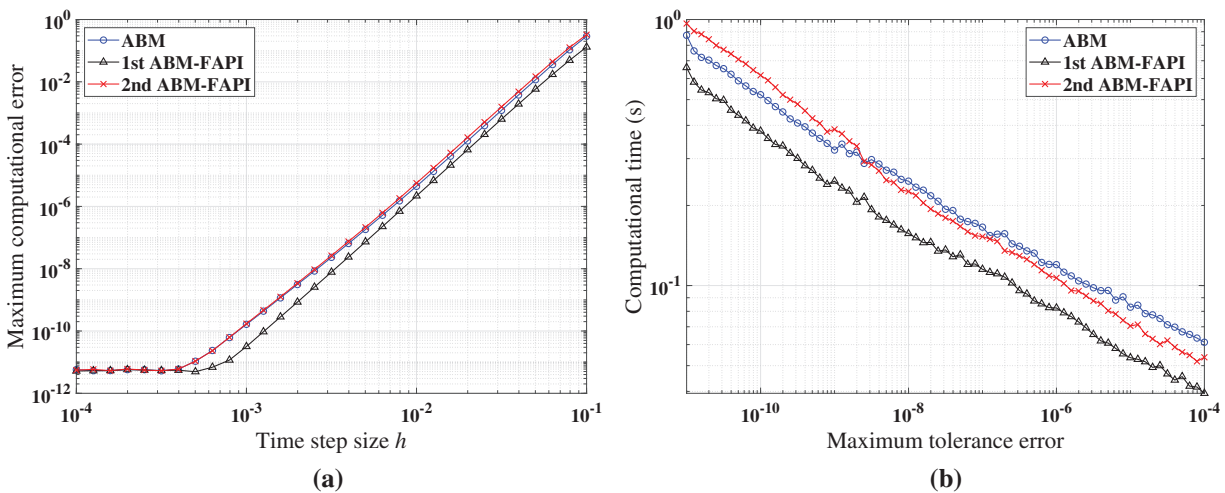 Maximum computational error
10^0
10^-2
10^-4
10^-6
10^-8
10^-10
10^-12
ABM
1st ABM-FAPI
2nd ABM-FAPI
10^-4
10^-3
10^-2
10^-1
Time step size h
(a)
Computational time (s)
10^0
10^-1
ABM
1st ABM-FAPI
2nd ABM-FAPI
10^-10
10^-8
10^-6
10^-4
Maximum tolerance error
(b)